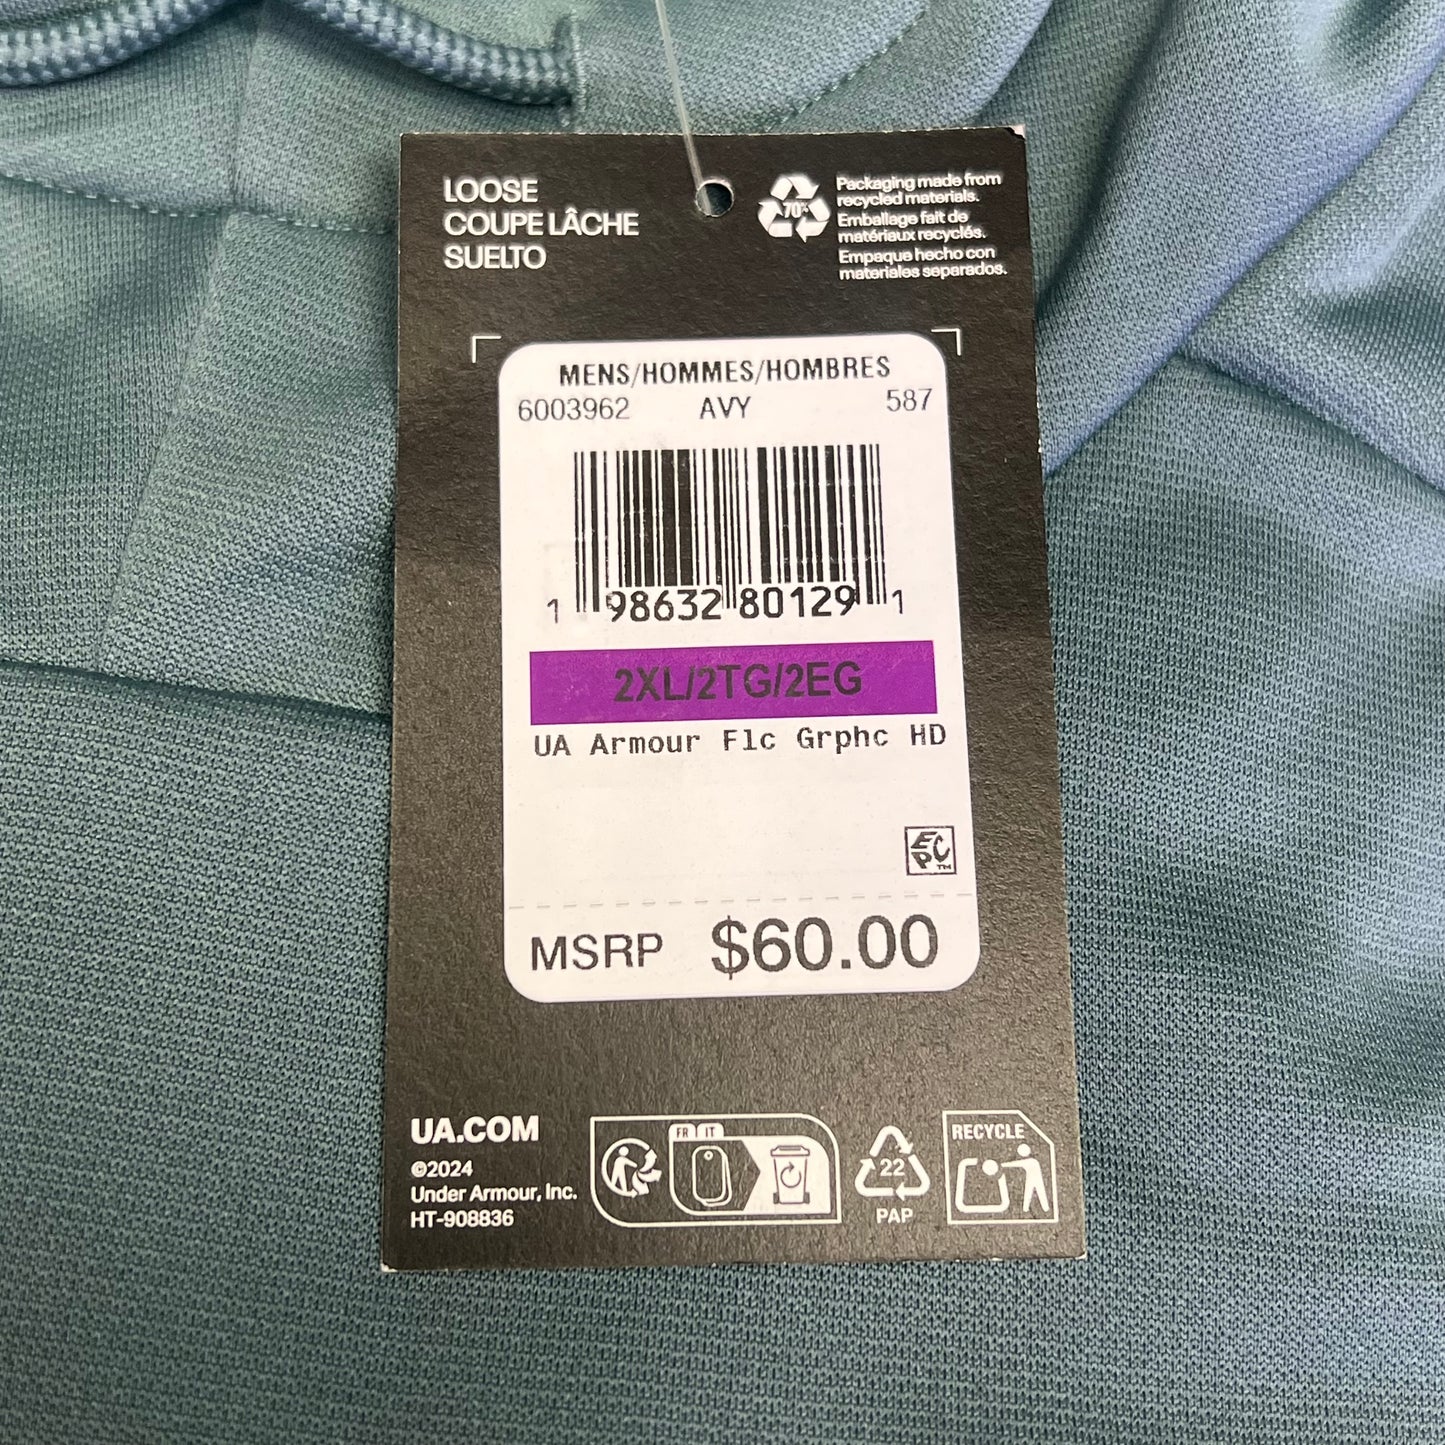 LOOSE
COUPE LÂCHE
SUELTO
70%
Packaging made from
recycled materials.
Emballage fait de
matériaux recyclés.
Empaque hecho con
materiales separados.
MENS/HOMMES/HOMBRES
6003962 AVY 587
1 98632 80129 1
2XL/2TG/2EG
UA Armour Flc Grphc HD
EPC™
MSRP $60.00
UA.COM
©2024
Under Armour, Inc.
HT-908836
FR IT
22
PAP
RECYCLE